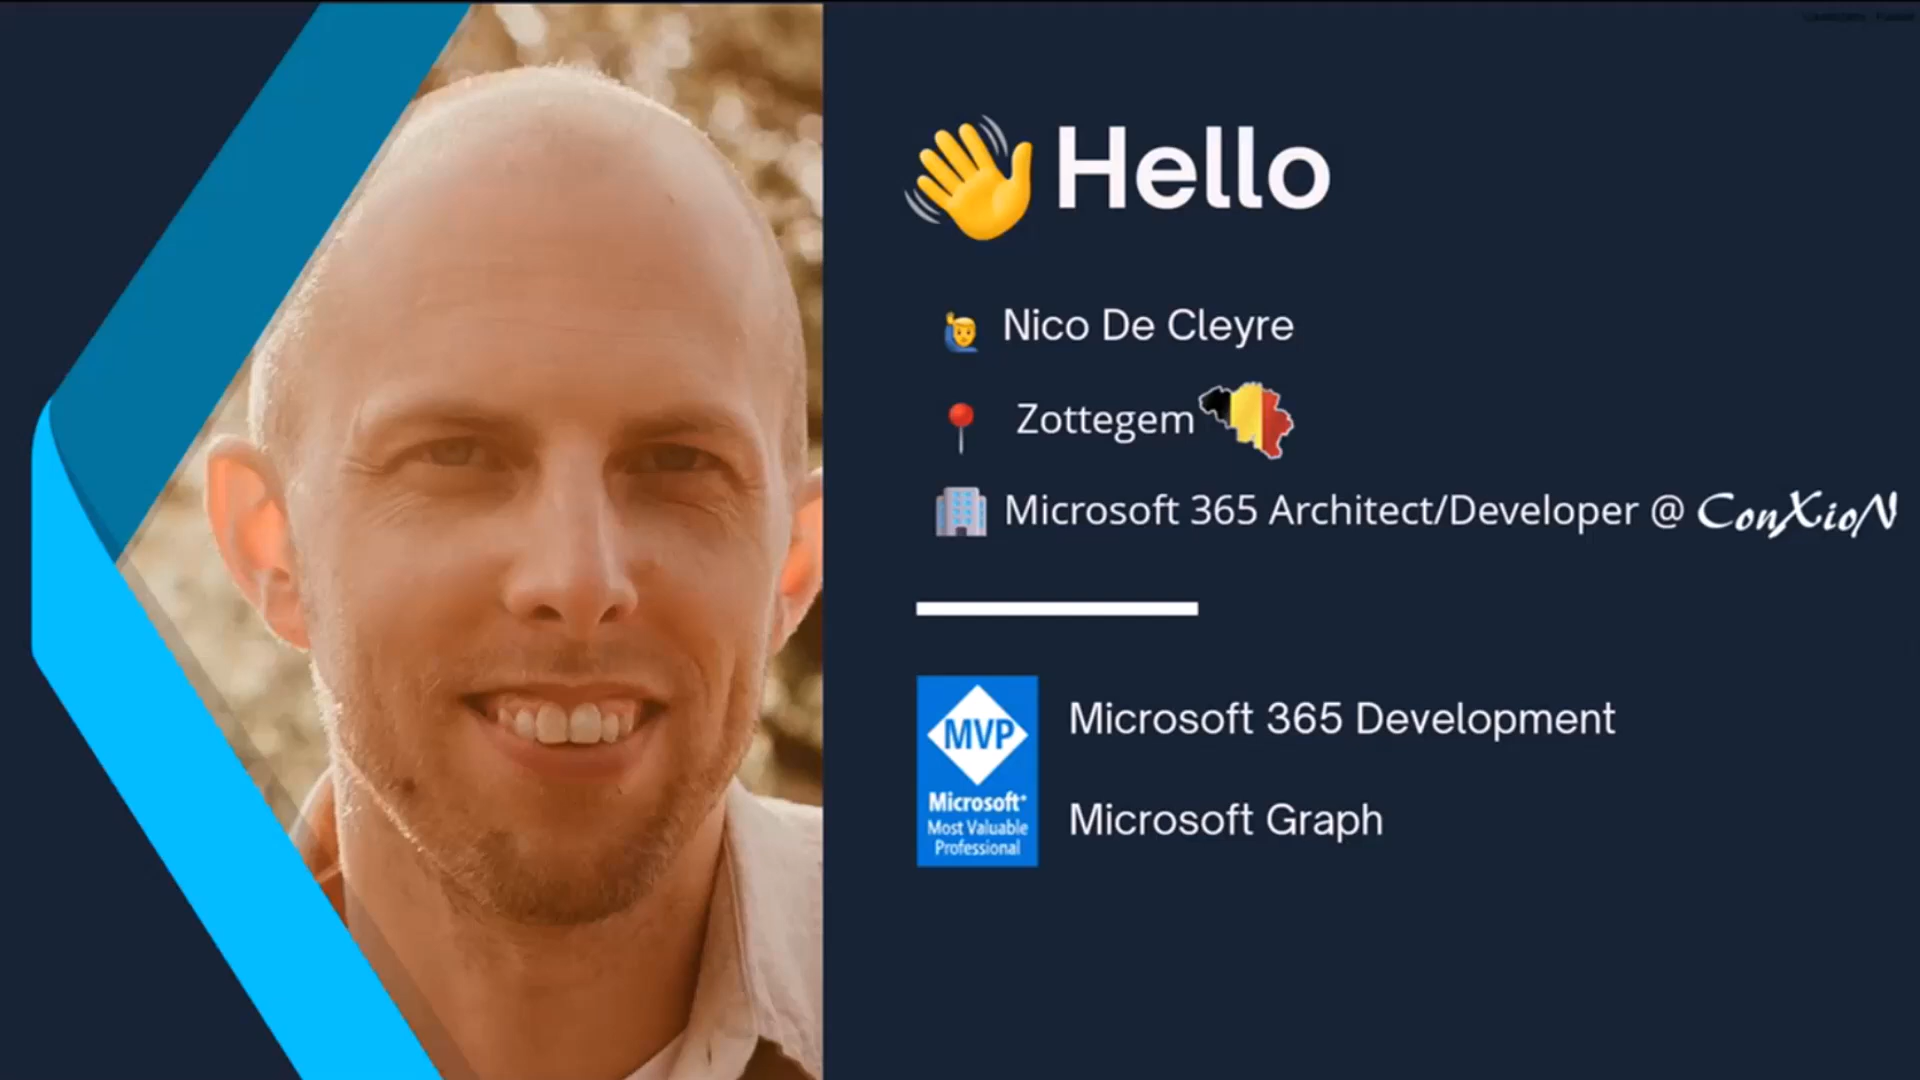 Hello
Nico De Cleyre
Zottegem
Microsoft 365 Architect/Developer @ ConXioN
MVP
Microsoft®
Most Valuable
Professional
Microsoft 365 Development
Microsoft Graph